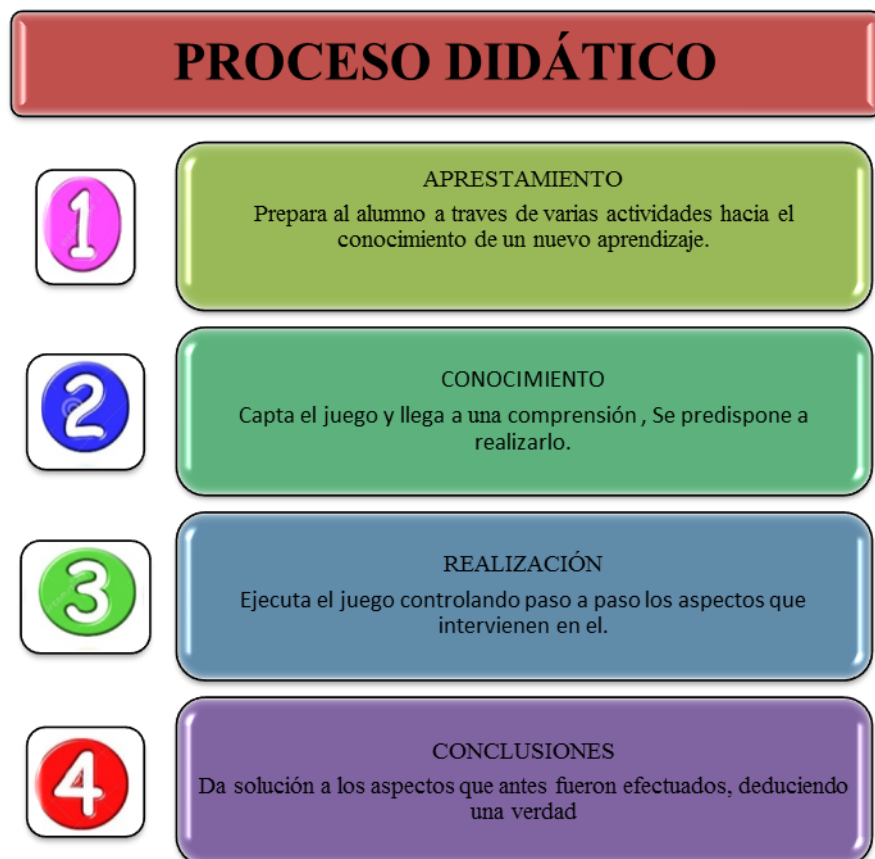 PROCESO DIDÁTICO
1
APRESTAMIENTO
Prepara al alumno a traves de varias actividades hacia el
conocimiento de un nuevo aprendizaje.
2
CONOCIMIENTO
Capta el juego y llega a una comprensión , Se predispone a
realizarlo.
3
REALIZACIÓN
Ejecuta el juego controlando paso a paso los aspectos que
intervienen en el.
4
CONCLUSIONES
Da solución a los aspectos que antes fueron efectuados, deduciendo
una verdad